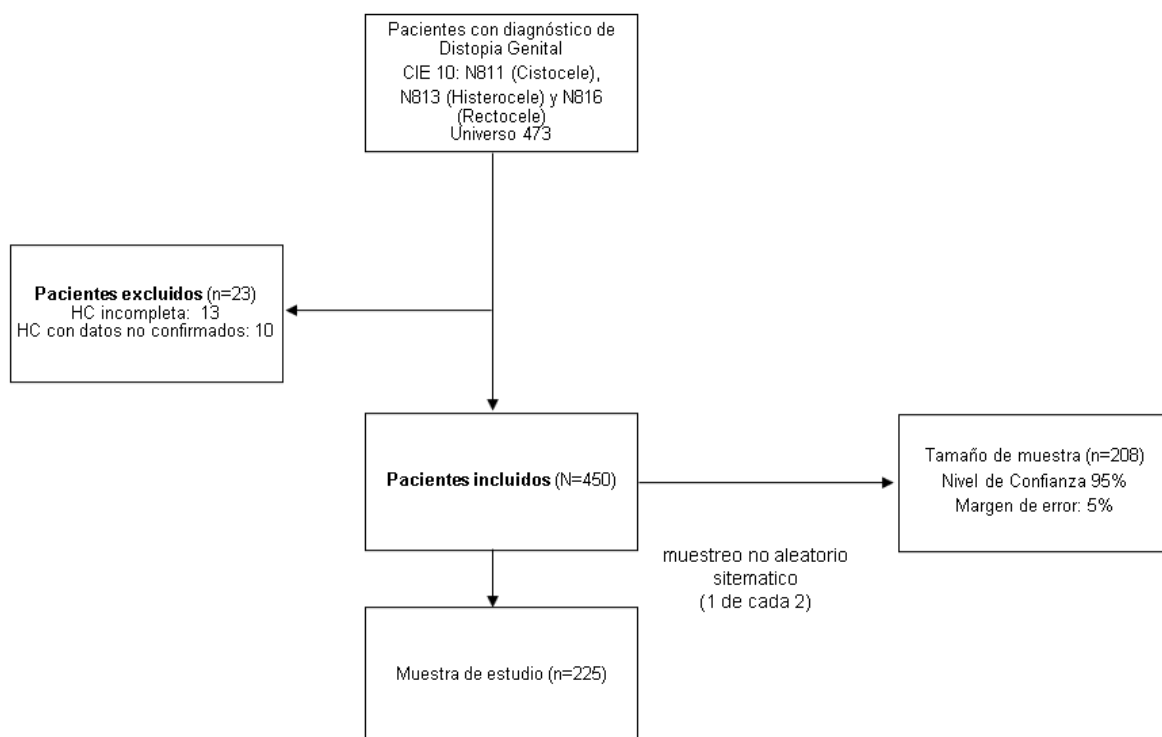 Pacientes con diagnóstico de
Distopia Genital
CIE 10: N811 (Cistocele),
N813 (Histerocele) y N816
(Rectocele)
Universo 473
Pacientes excluidos (n=23)
HC incompleta: 13
HC con datos no confirmados: 10
Pacientes incluidos (N=450)
Tamaño de muestra (n=208)
Nivel de Confianza 95%
Margen de error: 5%
muestreo no aleatorio
sitematico
(1 de cada 2)
Muestra de estudio (n=225)